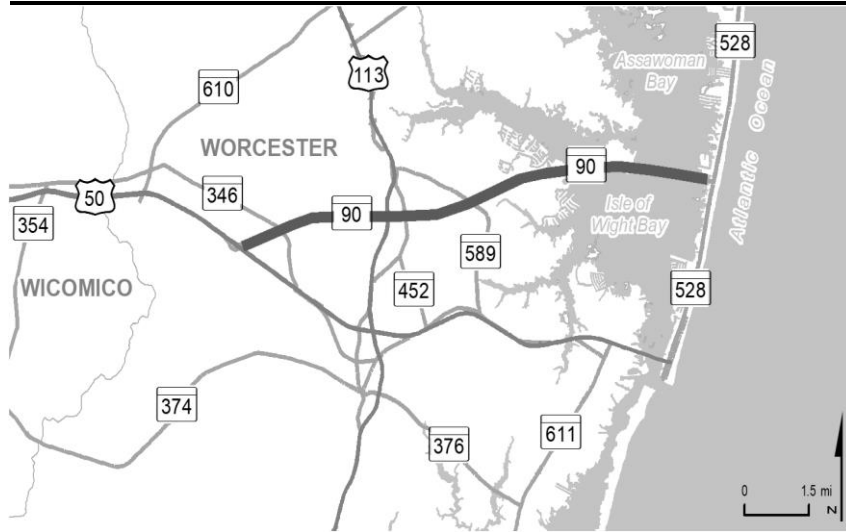 528
Assawoman
Bay
113
610
Atlantic Ocean
WORCESTER
90
50
346
90
Isle of
Wight Bay
354
589
WICOMICO
452
528
374
376
611
0 1.5 mi
N